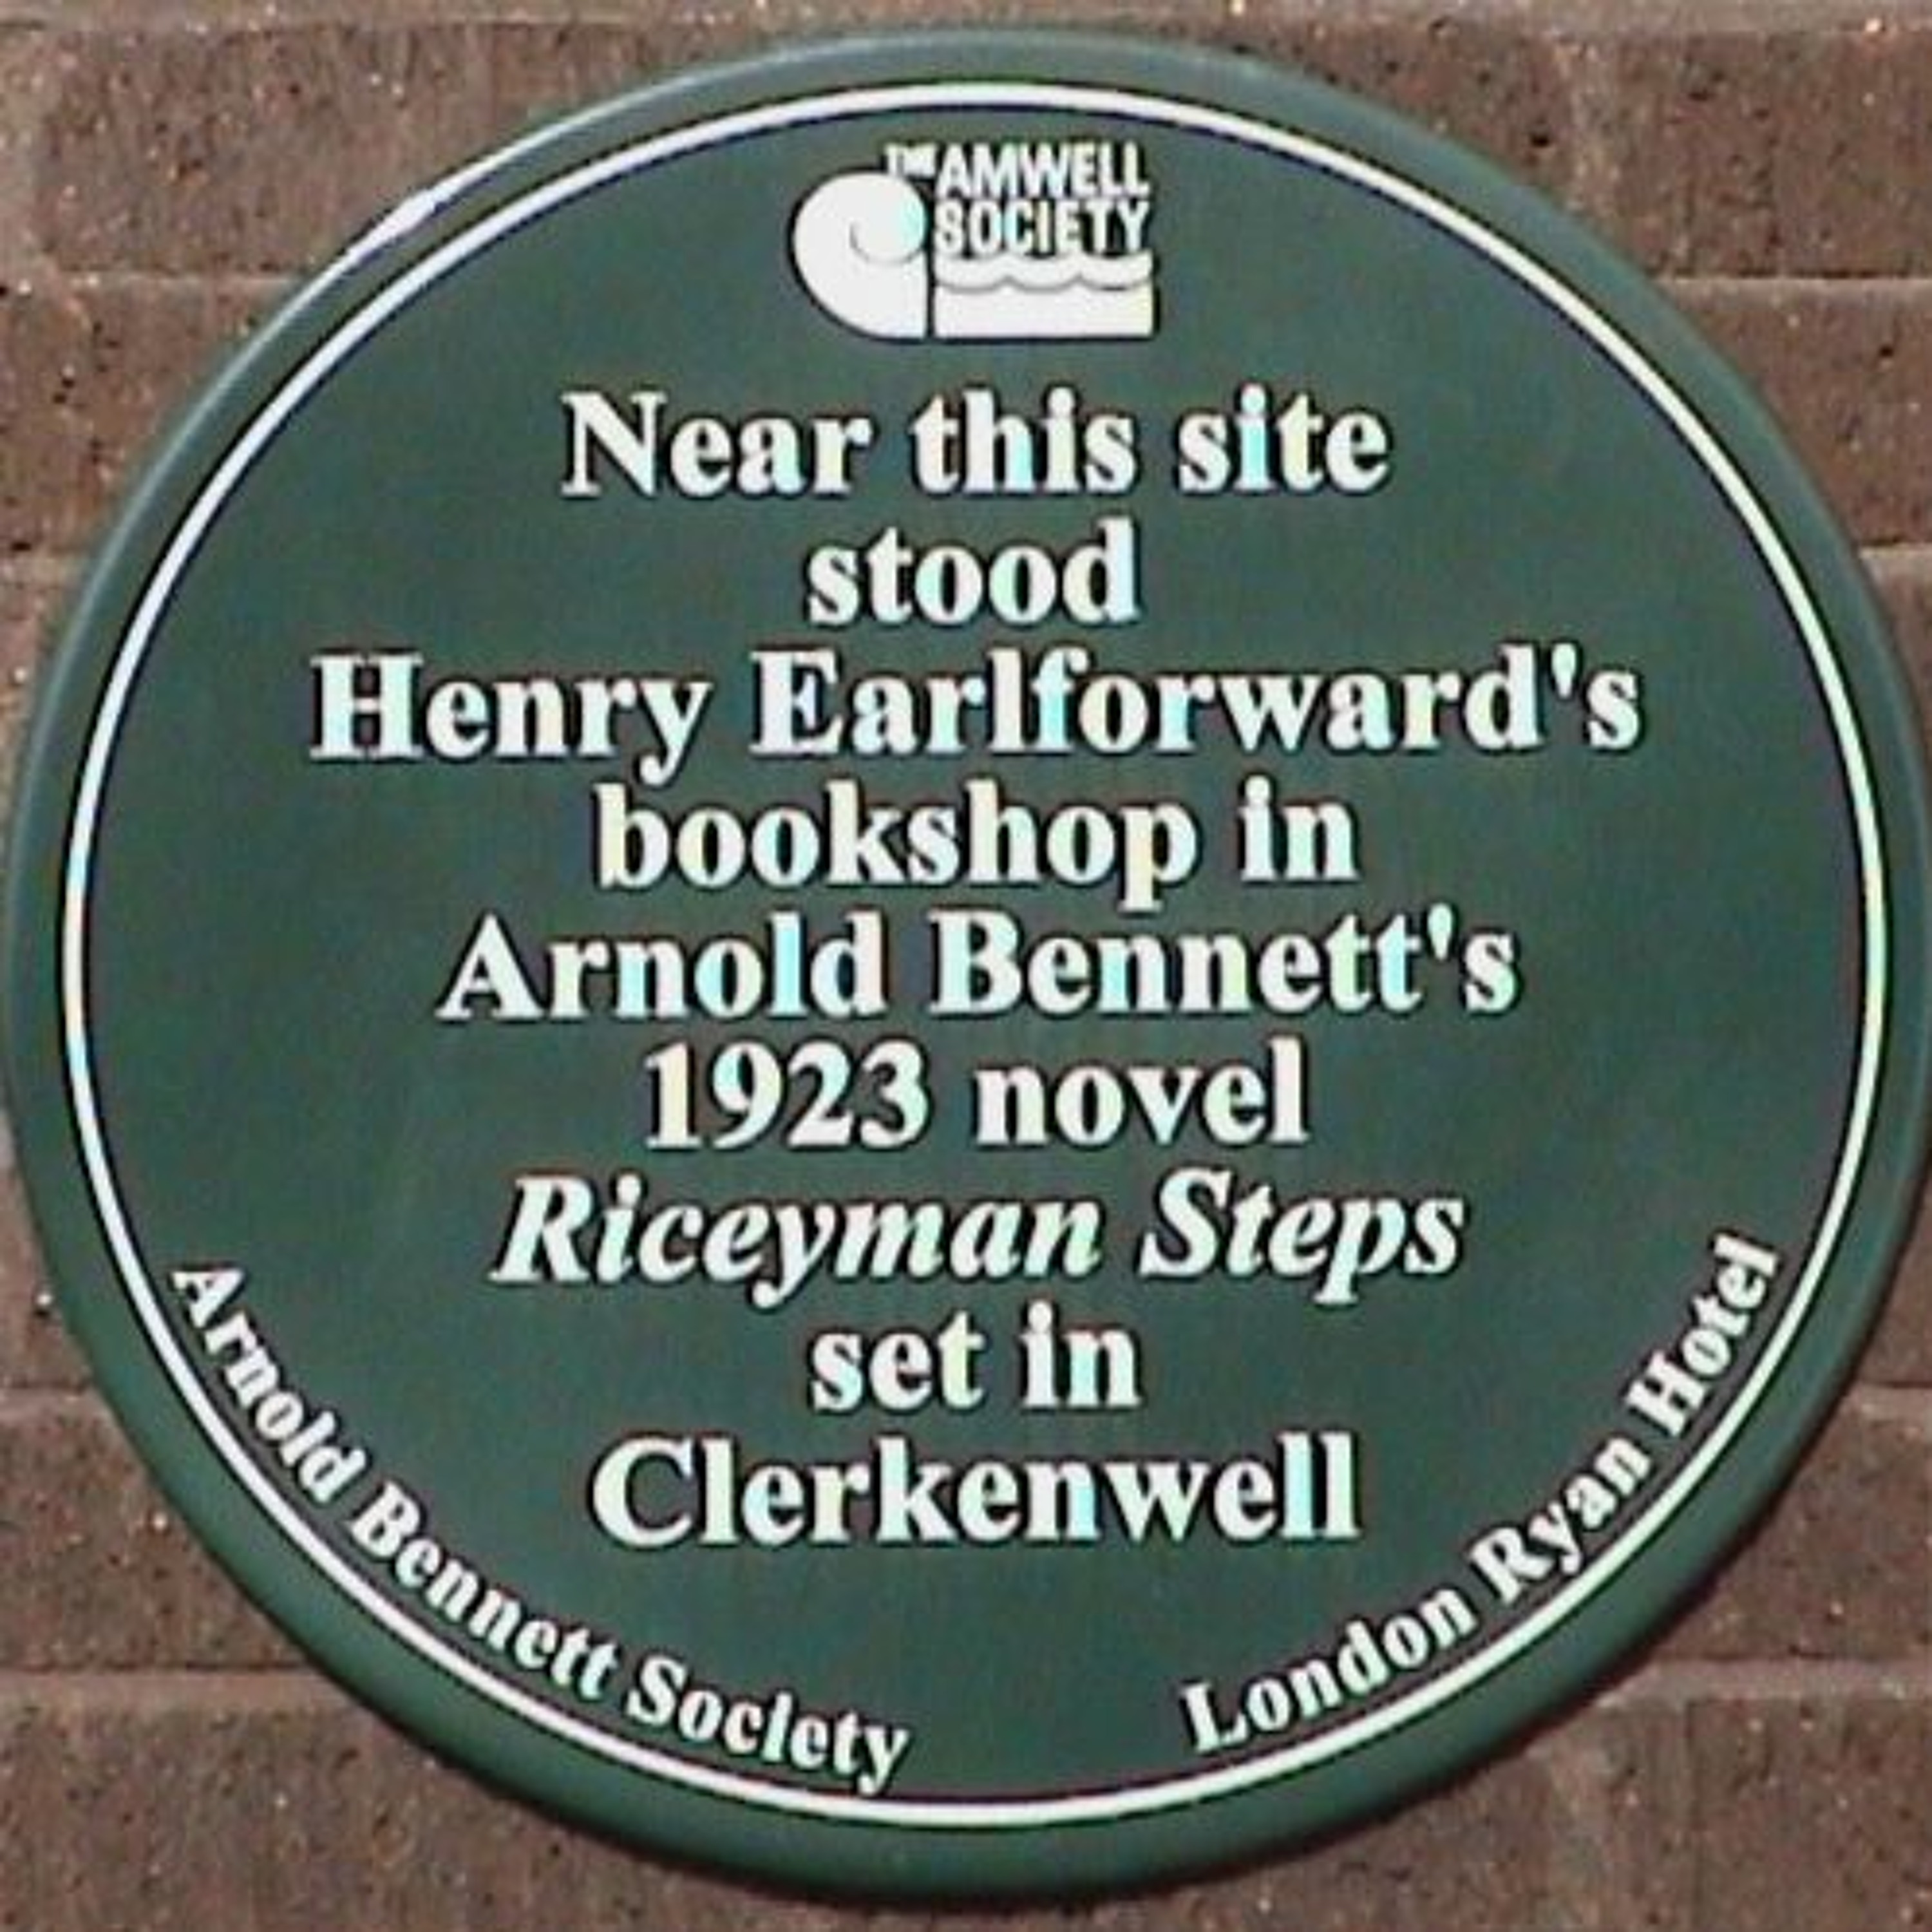 THE AMWELL
SOCIETY
Near this site
stood
Henry Earlforward's
bookshop in
Arnold Bennett's
1923 novel
Riceyman Steps
set in
Clerkenwell
Arnold Bennett Society
London Ryan Hotel